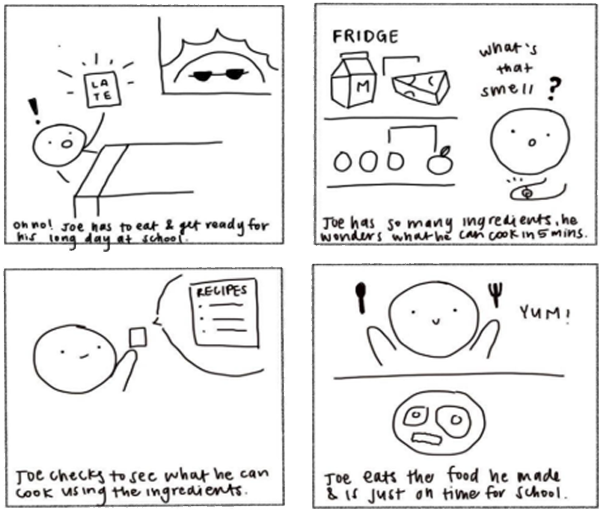 !
LA
TE
oh no! Joe has to eat & get ready for
his long day at school.
FRIDGE
M
what's
that
smell ?
Joe has so many ingredients, he
wonders what he can cook in 5 mins.
RECIPES
Joe checks to see what he can
cook using the ingredients.
YUM!
Joe eats the food he made
& is just on time for school.